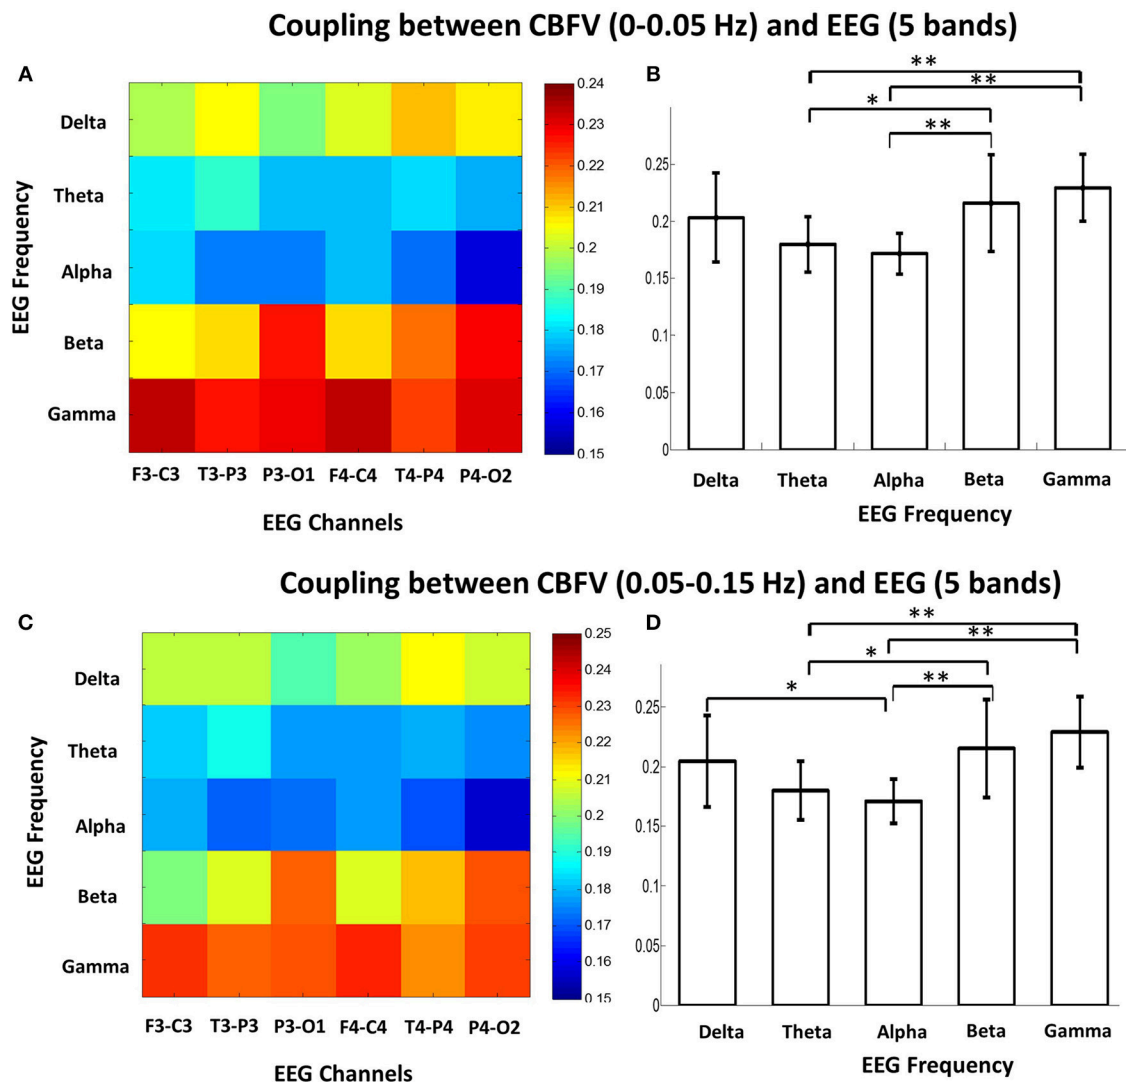 Coupling between CBFV (0-0.05 Hz) and EEG (5 bands)
A
EEG Frequency
Delta
Theta
Alpha
Beta
Gamma
F3-C3 T3-P3 P3-O1 F4-C4 T4-P4 P4-O2
EEG Channels
0.24
0.23
0.22
0.21
0.2
0.19
0.18
0.17
0.16
0.15
B
**
**
*
**
0.25
0.2
0.15
0.1
0.05
0
Delta Theta Alpha Beta Gamma
EEG Frequency
Coupling between CBFV (0.05-0.15 Hz) and EEG (5 bands)
C
EEG Frequency
Delta
Theta
Alpha
Beta
Gamma
F3-C3 T3-P3 P3-O1 F4-C4 T4-P4 P4-O2
EEG Channels
0.25
0.24
0.23
0.22
0.21
0.2
0.19
0.18
0.17
0.16
0.15
D
**
**
*
**
*
0.25
0.2
0.15
0.1
0.05
0
Delta Theta Alpha Beta Gamma
EEG Frequency